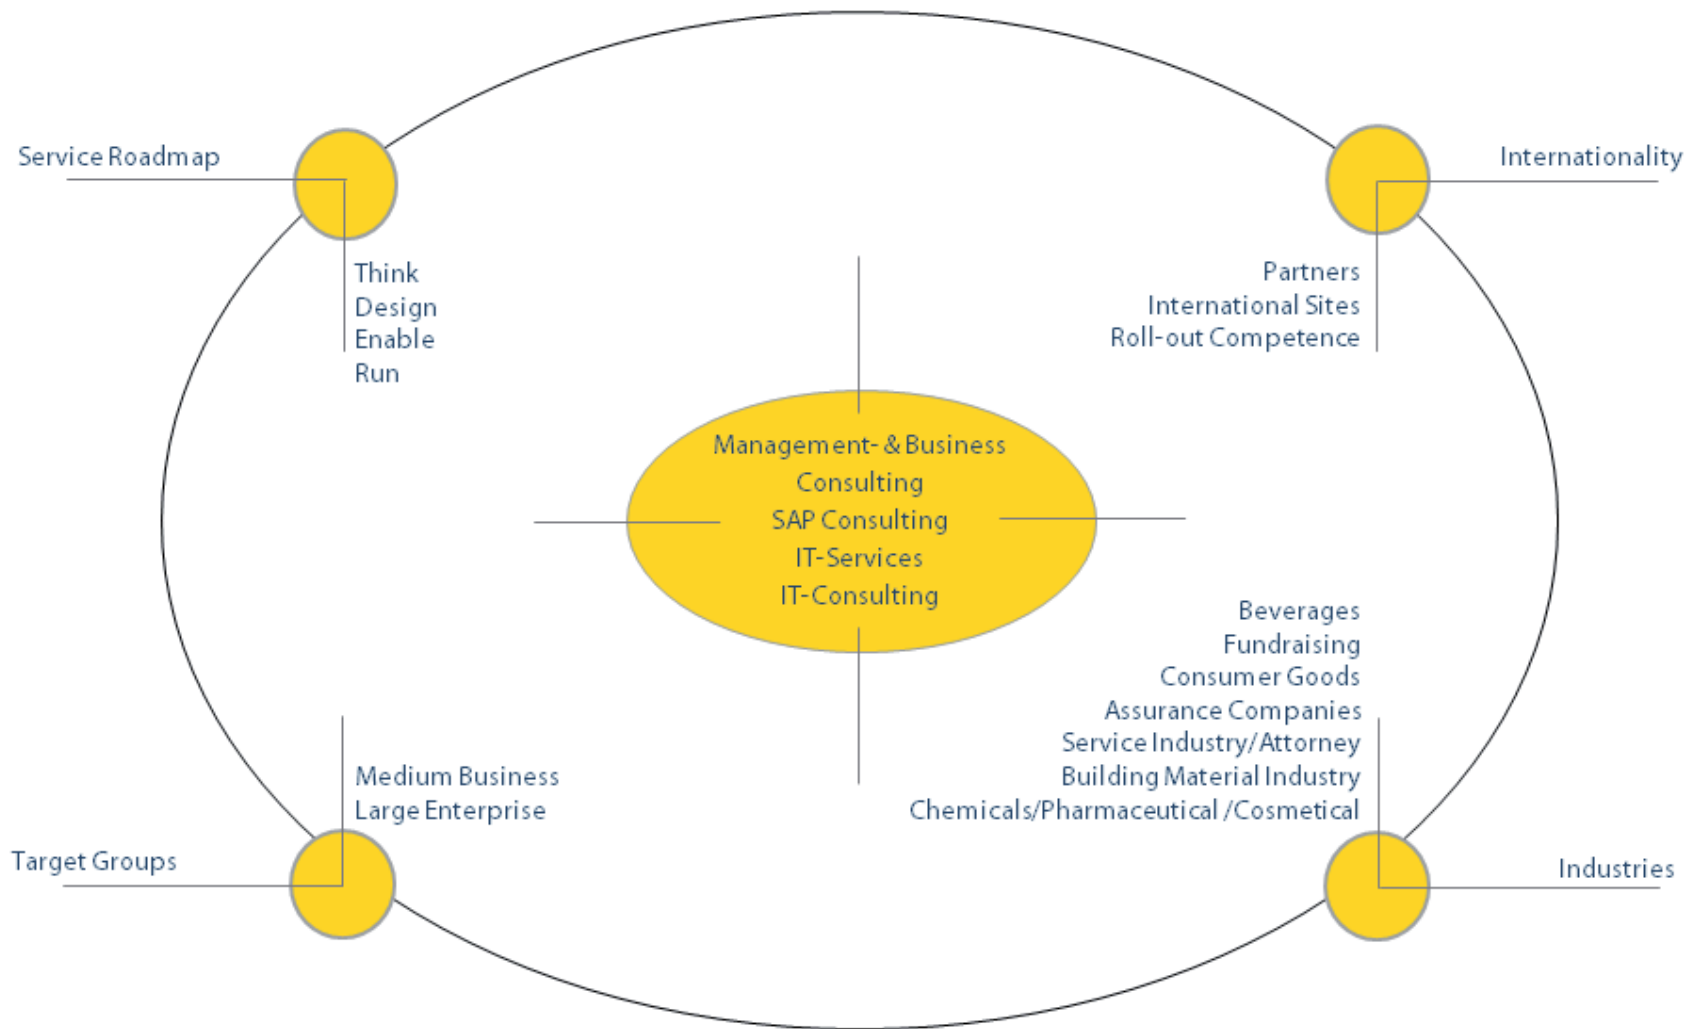 Service Roadmap
Think
Design
Enable
Run
Internationality
Partners
International Sites
Roll-out Competence
Management- & Business
Consulting
SAP Consulting
IT-Services
IT-Consulting
Target Groups
Medium Business
Large Enterprise
Beverages
Fundraising
Consumer Goods
Assurance Companies
Service Industry/Attorney
Building Material Industry
Chemicals/Pharmaceutical /Cosmetical
Industries